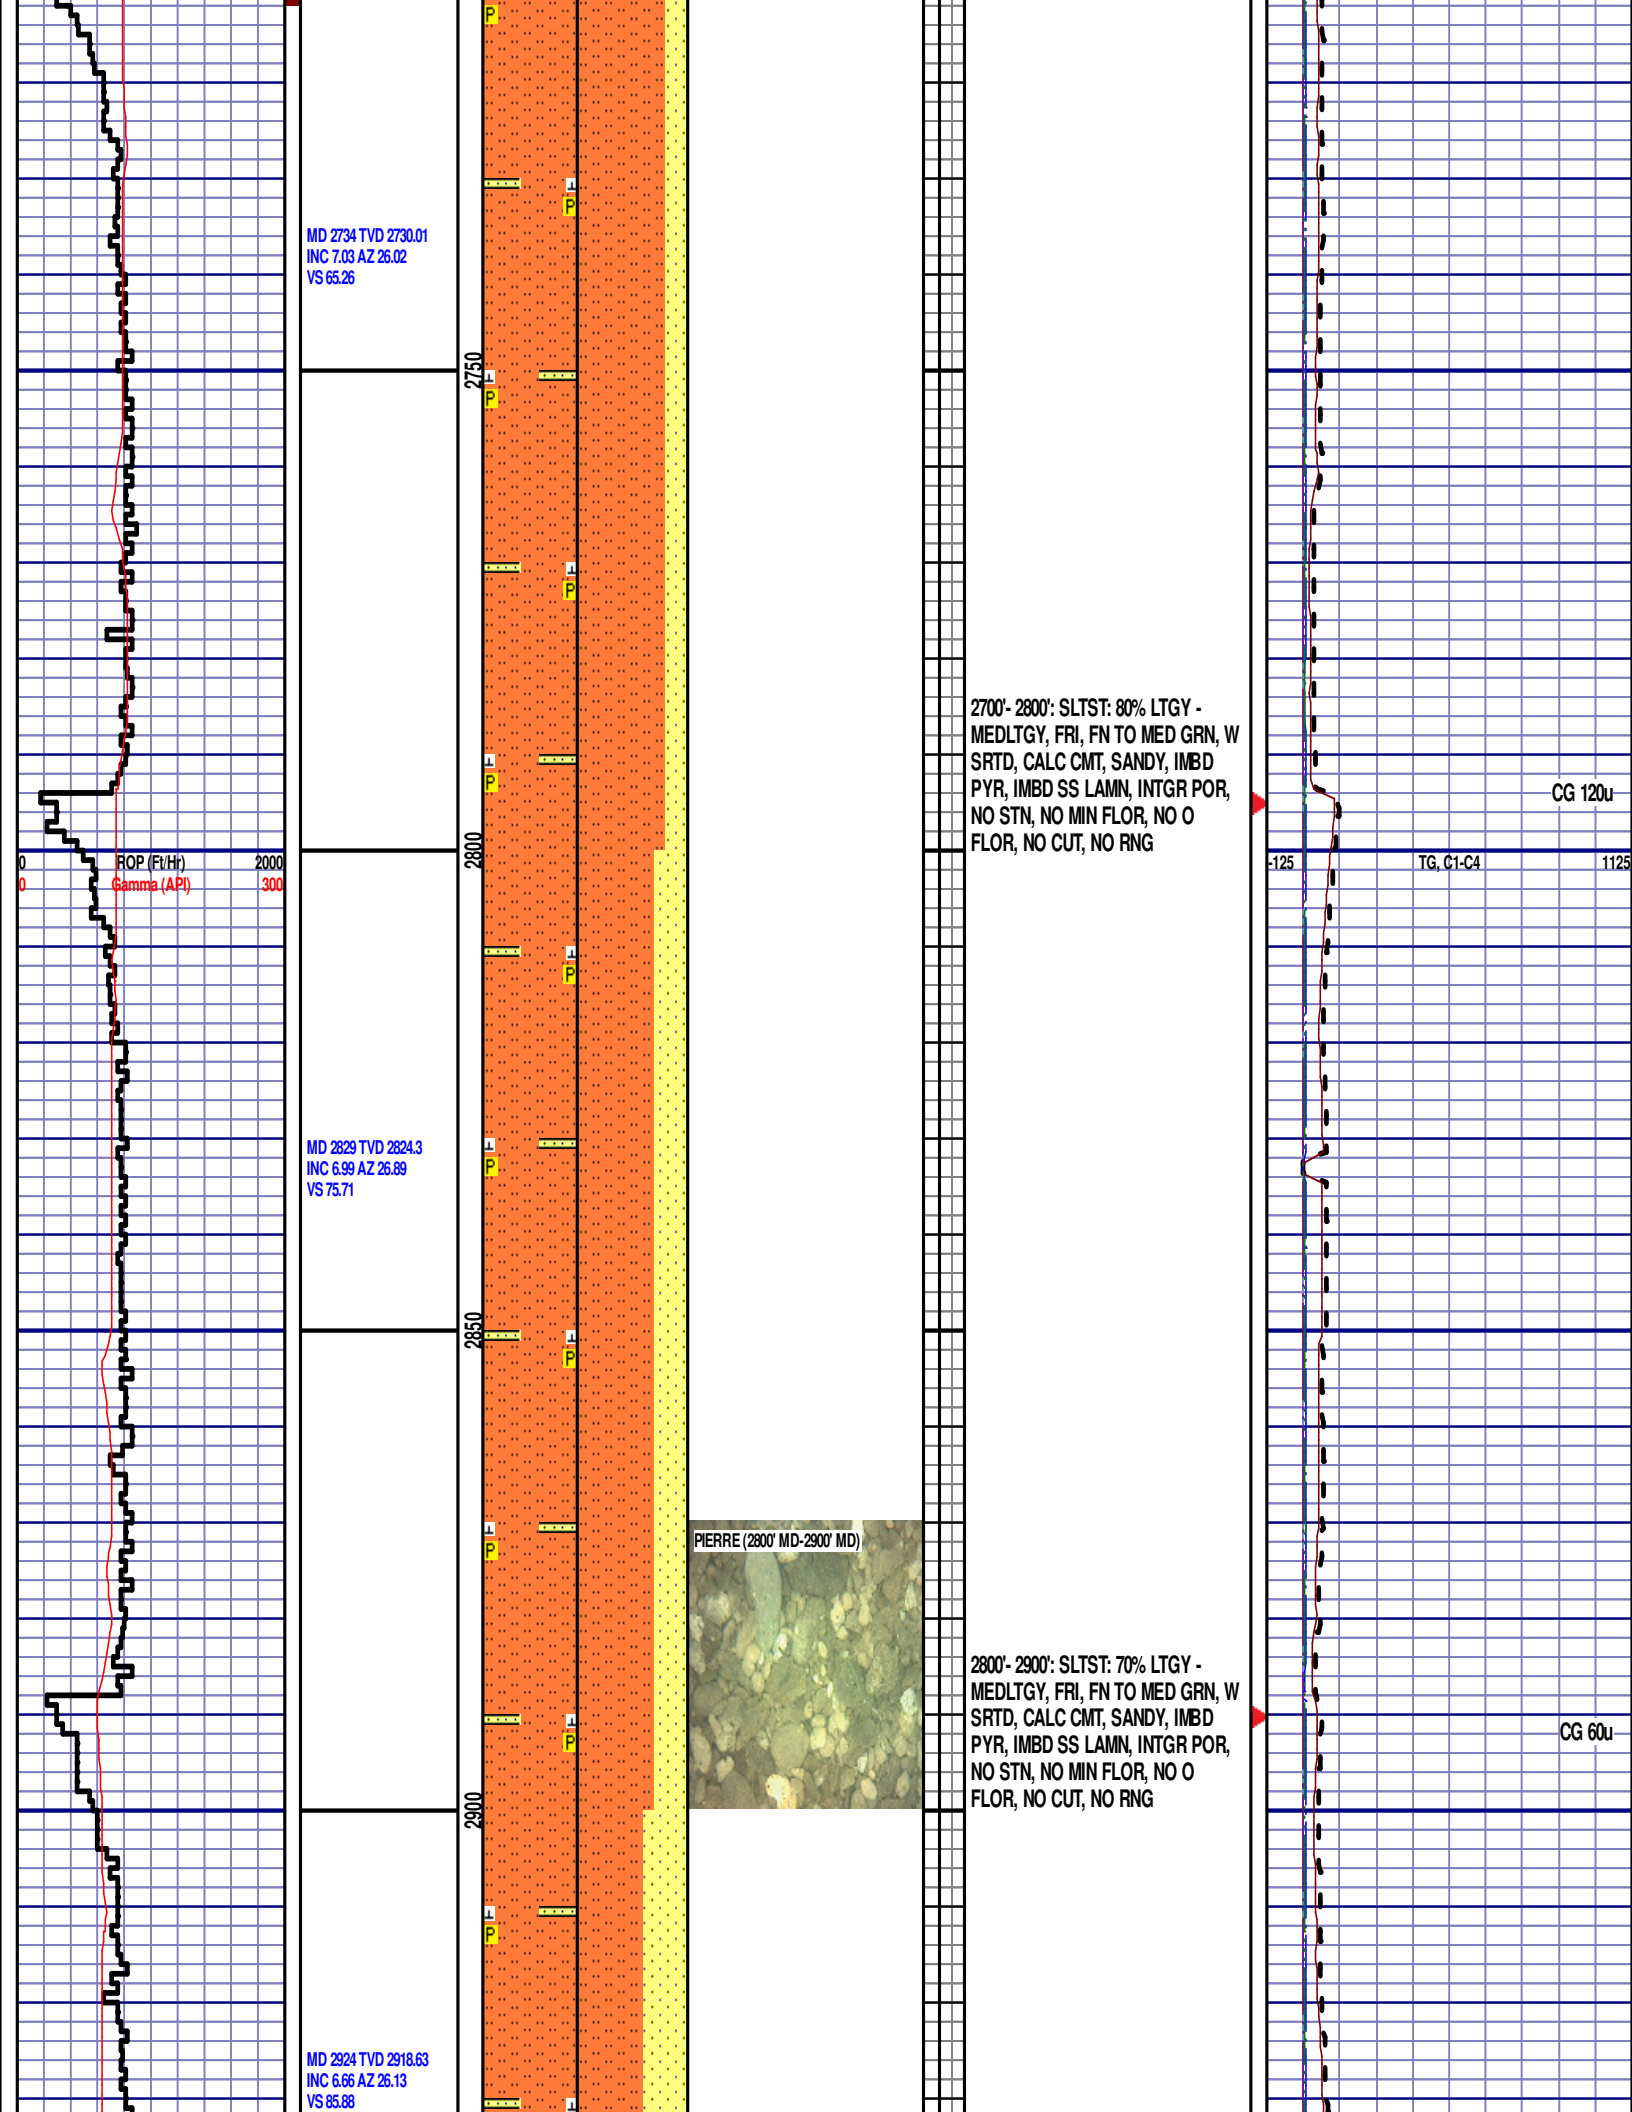 P
P
MD 2734 TVD 2730.01
INC 7.03 AZ 26.02
VS 65.26
2750
P
P
2700'- 2800': SLTST: 80% LTGY -
MEDLTGY, FRI, FN TO MED GRN, W
SRTD, CALC CMT, SANDY, IMBD
PYR, IMBD SS LAMN, INTGR POR,
NO STN, NO MIN FLOR, NO O
FLOR, NO CUT, NO RNG
P
CG 120u
2800
0 ROP (Ft/Hr) 2000
0 Gamma (API) 300
-125 TG, C1-C4 1125
P
MD 2829 TVD 2824.3
INC 6.99 AZ 26.89
VS 75.71
P
2850
P
PIERRE (2800' MD-2900' MD)
P
2800'- 2900': SLTST: 70% LTGY -
MEDLTGY, FRI, FN TO MED GRN, W
SRTD, CALC CMT, SANDY, IMBD
PYR, IMBD SS LAMN, INTGR POR,
NO STN, NO MIN FLOR, NO O
FLOR, NO CUT, NO RNG
P
CG 60u
2900
P
MD 2924 TVD 2918.63
INC 6.66 AZ 26.13
VS 85.88